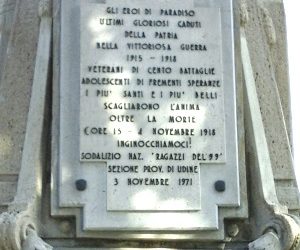 GLI EROI DI PARADISO
ULTIMI GLORIOSI CADUTI
DELLA PATRIA
NELLA VITTORIOSA GUERRA
1915 - 1918
VETERANI DI CENTO BATTAGLIE
ADOLESCENTI DI FREMENTI SPERANZE
I PIU' SANTI E I PIU' BELLI
SCAGLIARONO L'ANIMA
OLTRE LA MORTE
(ORE 15 - 4 NOVEMBRE 1918
INGINOCCHIAMOCI!
SODALIZIO NAZ. 'RAGAZZI DEL '99'
SEZIONE PROV. DI UDINE
3 NOVEMBRE 1971